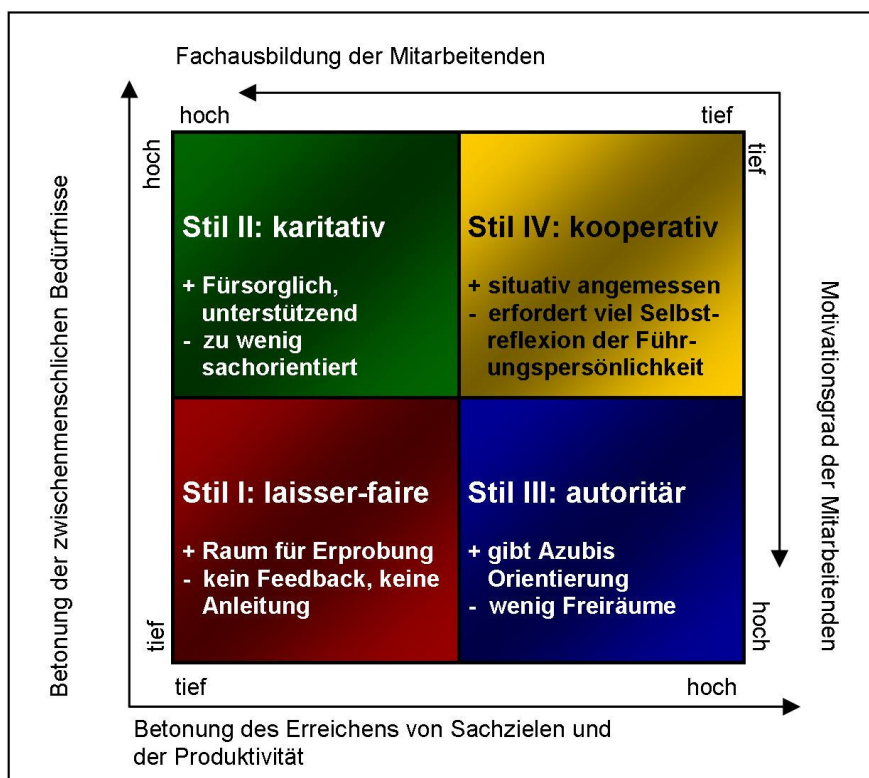 Fachausbildung der Mitarbeitenden
hoch
tief
hoch
tief
Betonung der zwischenmenschlichen Bedürfnisse
Stil II: karitativ
+ Fürsorglich,
unterstützend
- zu wenig
sachorientiert
Stil IV: kooperativ
+ situativ angemessen
- erfordert viel Selbst-
reflexion der Füh-
rungspersönlichkeit
Motivationsgrad der Mitarbeitenden
Stil I: laisser-faire
+ Raum für Erprobung
- kein Feedback, keine
Anleitung
Stil III: autoritär
+ gibt Azubis
Orientierung
- wenig Freiräume
tief
hoch
tief
hoch
Betonung des Erreichens von Sachzielen und
der Produktivität